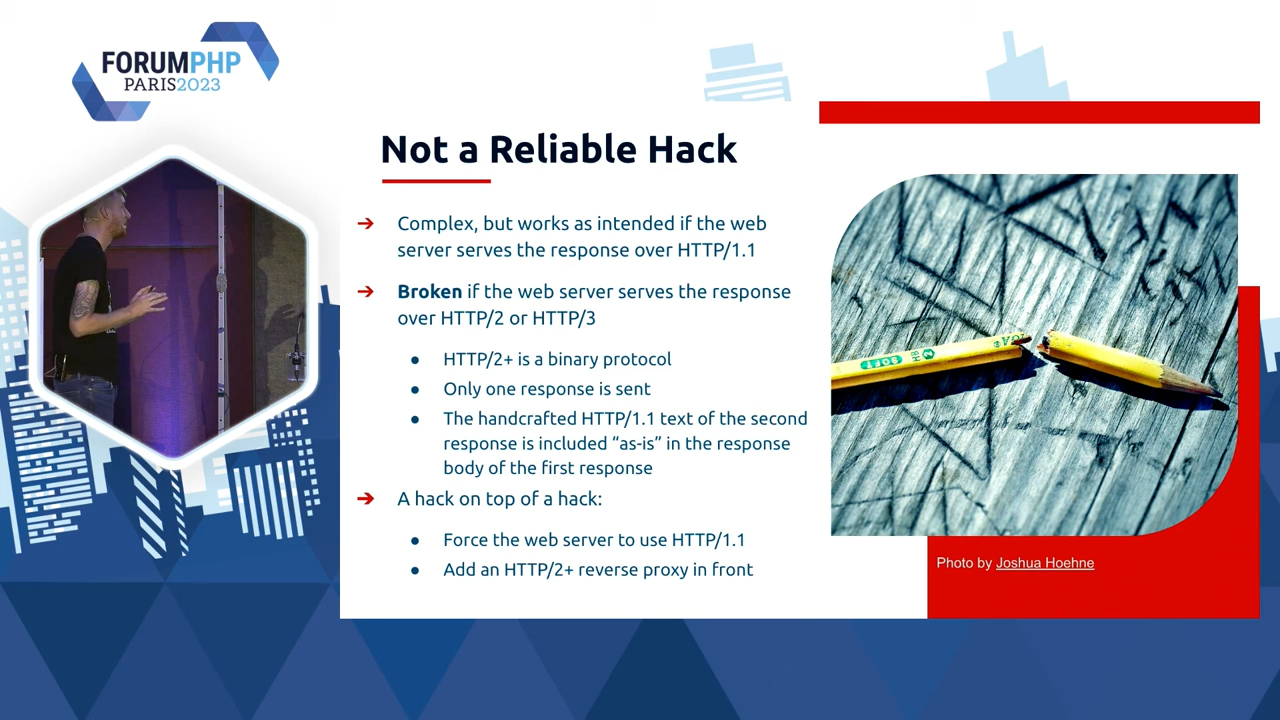 FORUMPHP
PARIS2023
Not a Reliable Hack
➔ Complex, but works as intended if the web
server serves the response over HTTP/1.1
➔ Broken if the web server serves the response
over HTTP/2 or HTTP/3
● HTTP/2+ is a binary protocol
● Only one response is sent
● The handcrafted HTTP/1.1 text of the second
response is included “as-is” in the response
body of the first response
➔ A hack on top of a hack:
● Force the web server to use HTTP/1.1
● Add an HTTP/2+ reverse proxy in front
SOFT
HB
Photo by Joshua Hoehne